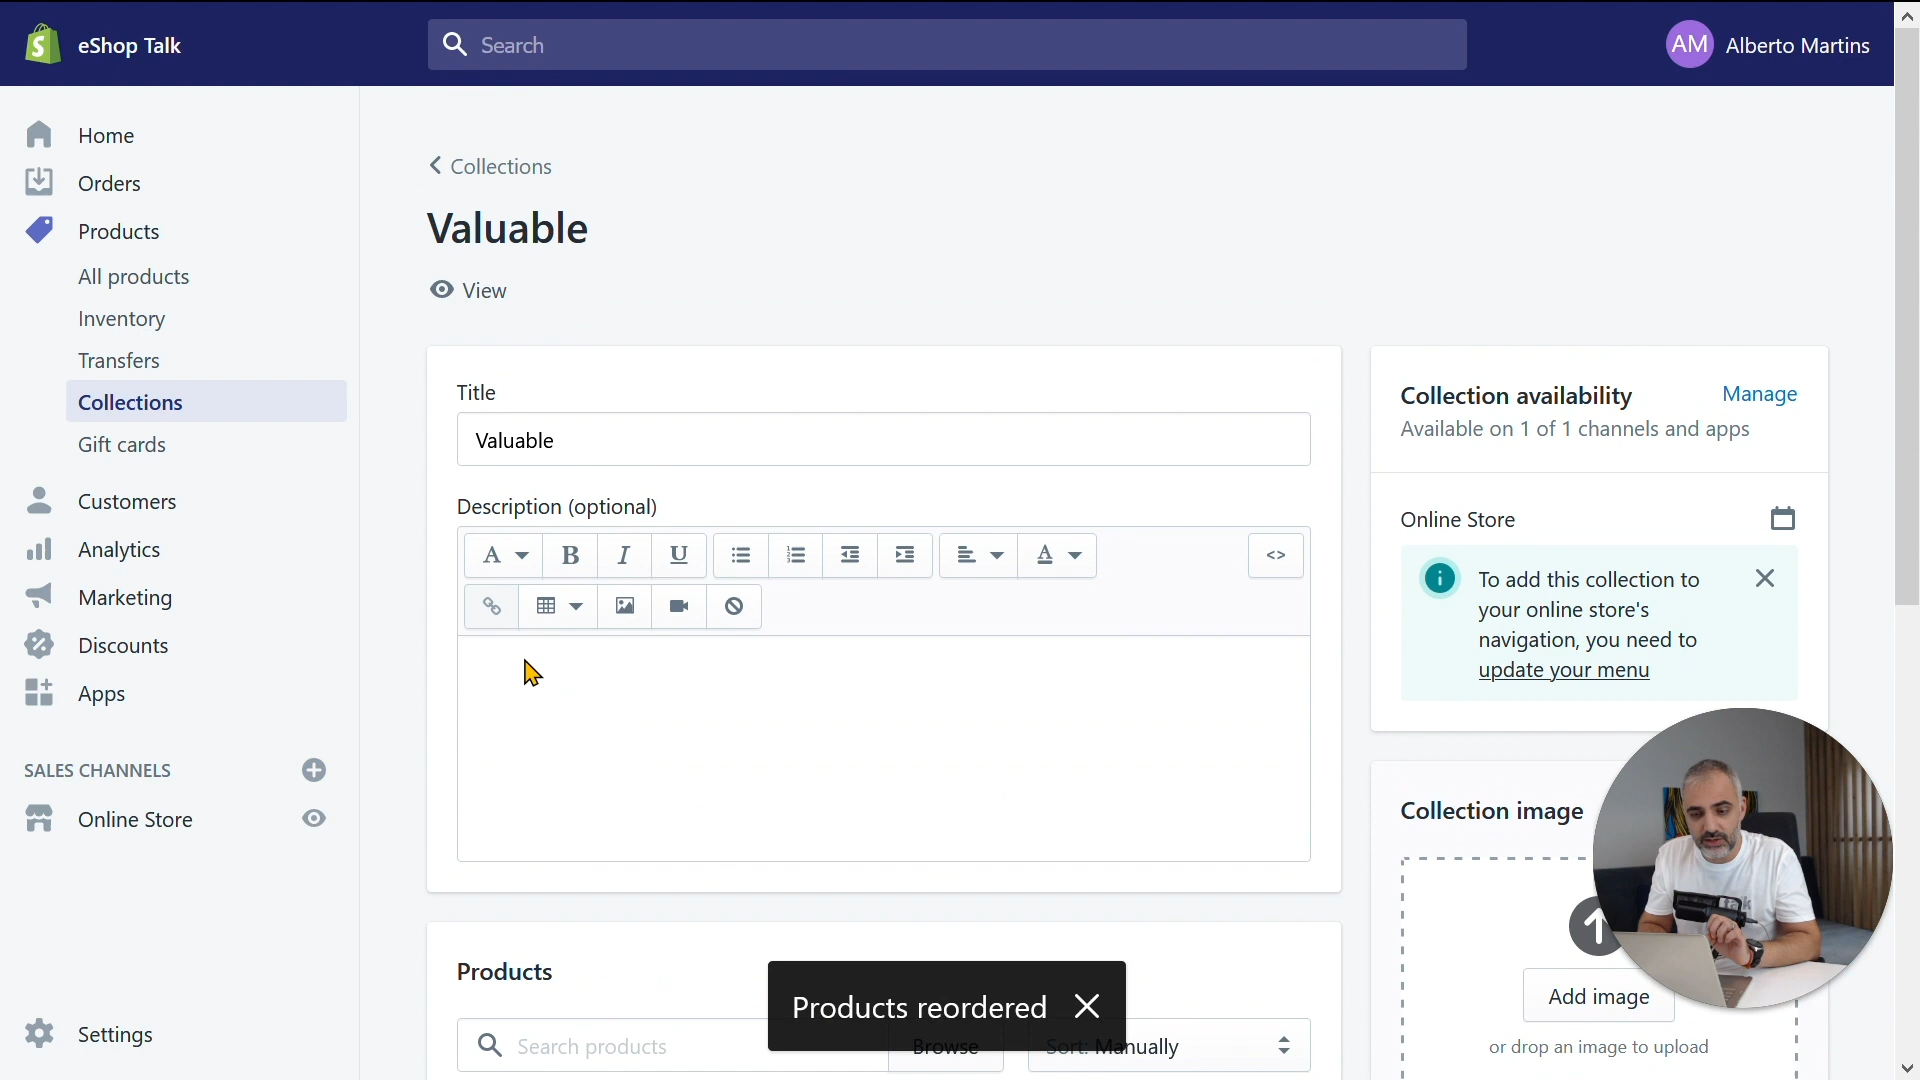 eShop Talk
Search
AM
Alberto Martins
Home
Orders
Products
All products
Inventory
Transfers
Collections
Gift cards
Customers
Analytics
Marketing
Discounts
Apps
SALES CHANNELS
Online Store
Settings
Collections
Valuable
View
Title
Valuable
Description (optional)
A
B
I
U
A
<>
Products
Search products
Browse
Sort: Manually
Products reordered
Collection availability
Manage
Available on 1 of 1 channels and apps
Online Store
To add this collection to
your online store's
navigation, you need to
update your menu
Collection image
Add image
or drop an image to upload